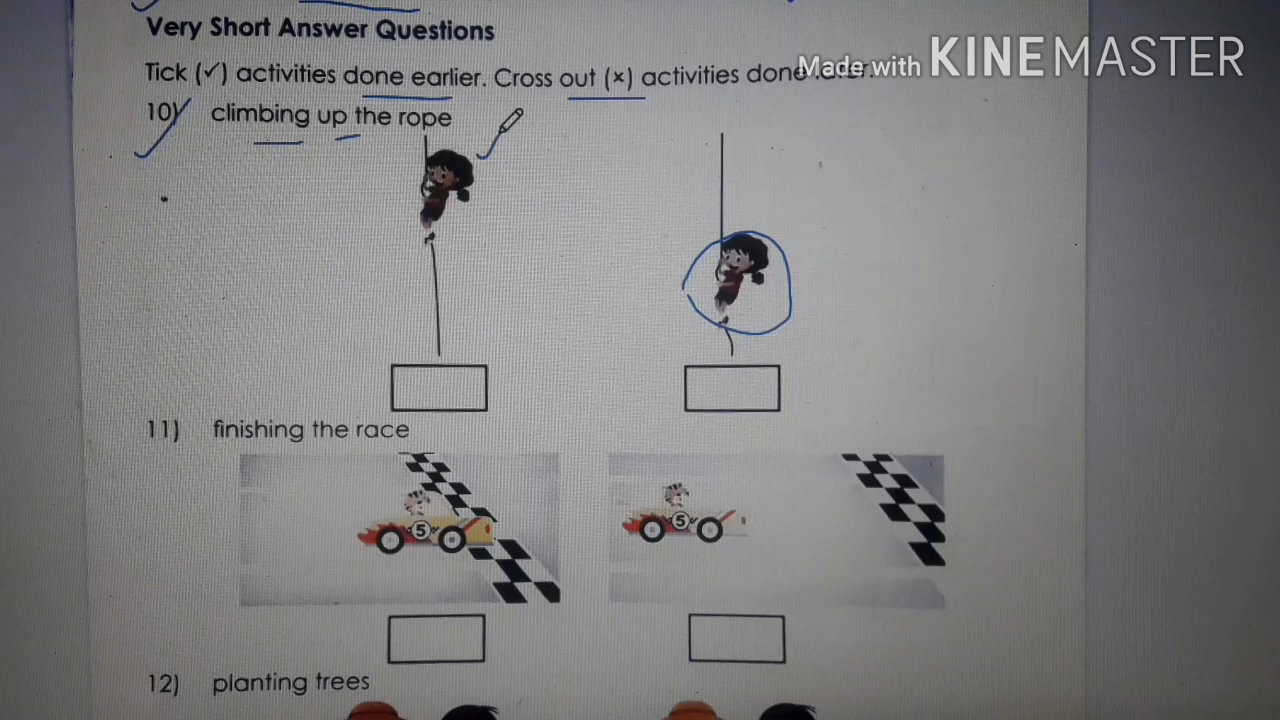 Very Short Answer Questions
Made with KINEMASTER
Tick (✓) activities done earlier. Cross out (×) activities done
10) climbing up the rope
11) finishing the race
5
5
12) planting trees